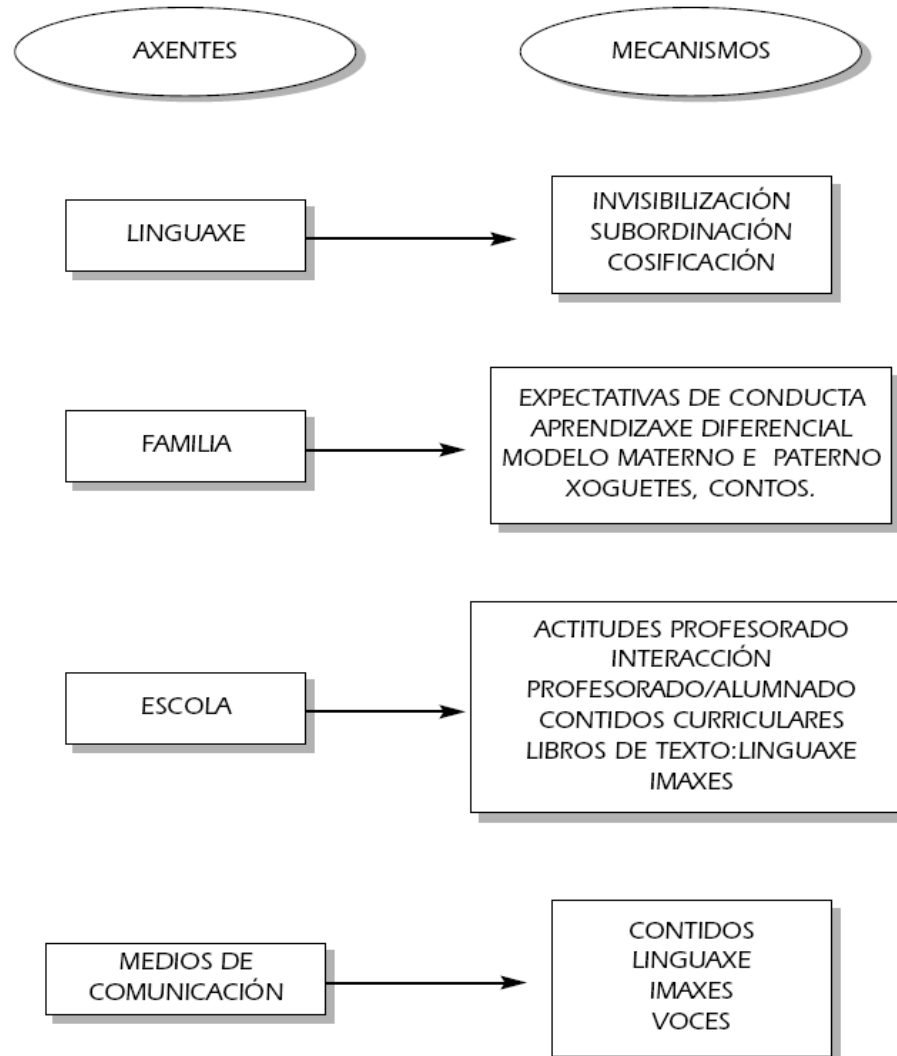 AXENTES
MECANISMOS
LINGUAXE
INVISIBILIZACIÓN
SUBORDINACIÓN
COSIFICACIÓN
FAMILIA
EXPECTATIVAS DE CONDUCTA
APRENDIZAXE DIFERENCIAL
MODELO MATERNO E PATERNO
XOGUETES, CONTOS.
ESCOLA
ACTITUDES PROFESORADO
INTERACCIÓN
PROFESORADO/ALUMNADO
CONTIDOS CURRICULARES
LIBROS DE TEXTO:LINGUAXE
IMAXES
MEDIOS DE
COMUNICACIÓN
CONTIDOS
LINGUAXE
IMAXES
VOCES